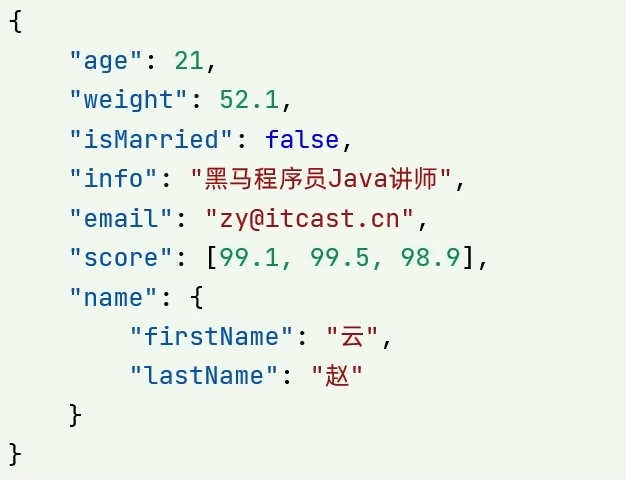 {
    "age": 21,
    "weight": 52.1,
    "isMarried": false,
    "info": "黑马程序员Java讲师",
    "email": "zy@itcast.cn",
    "score": [99.1, 99.5, 98.9],
    "name": {
        "firstName": "云",
        "lastName": "赵"
    }
}